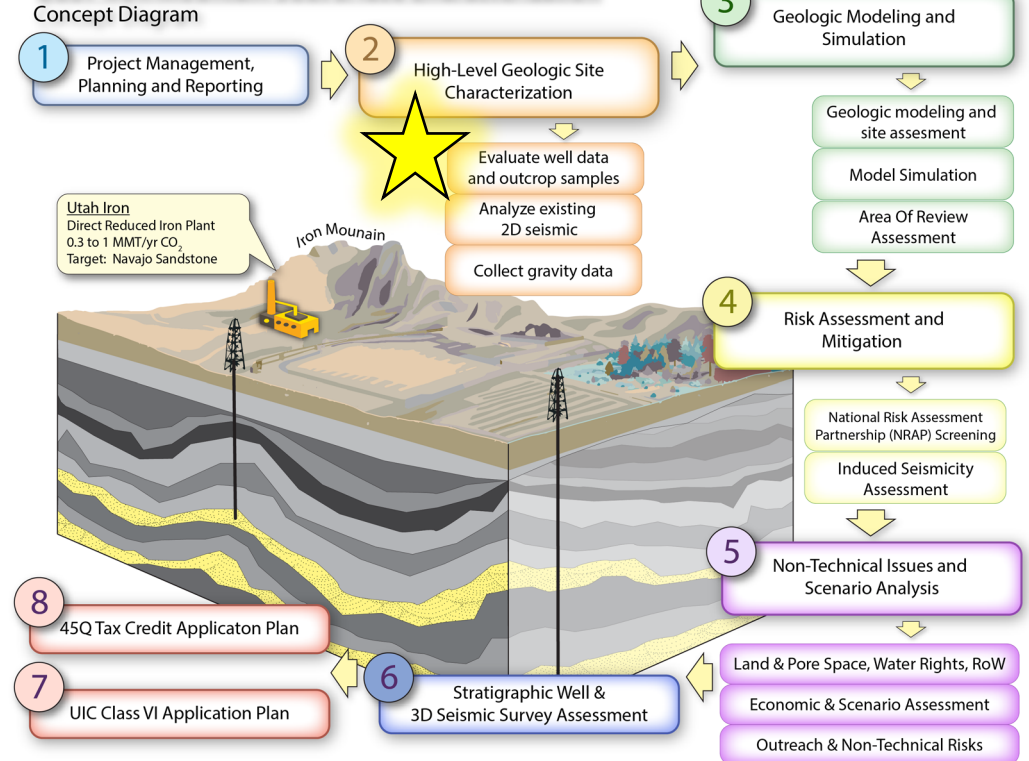 Concept Diagram
1
Project Management,
Planning and Reporting
2
High-Level Geologic Site
Characterization
Evaluate well data
and outcrop samples
Analyze existing
2D seismic
Collect gravity data
3
Geologic Modeling and
Simulation
Geologic modeling and
site assesment
Model Simulation
Area Of Review
Assessment
Utah Iron
Direct Reduced Iron Plant
0.3 to 1 MMT/yr CO2
Target: Navajo Sandstone
Iron Mounain
4
Risk Assessment and
Mitigation
National Risk Assessment
Partnership (NRAP) Screening
Induced Seismicity
Assessment
5
Non-Technical Issues and
Scenario Analysis
Land & Pore Space, Water Rights, RoW
Economic & Scenario Assessment
Outreach & Non-Technical Risks
6
Stratigraphic Well &
3D Seismic Survey Assessment
8
45Q Tax Credit Applicaton Plan
7
UIC Class VI Application Plan